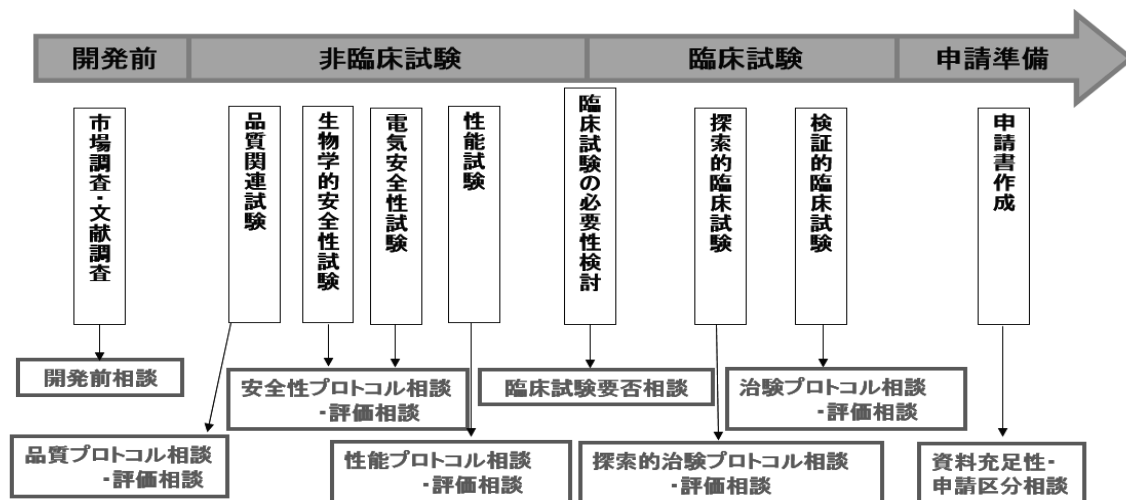 開発前
非臨床試験
臨床試験
申請準備
市場調査・文献調査
品質関連試験
生物学的安全性試験
電気安全性試験
性能試験
臨床試験の必要性検討
探索的臨床試験
検証的臨床試験
申請書作成
開発前相談
安全性プロトコル相談
・評価相談
臨床試験要否相談
治験プロトコル相談
・評価相談
品質プロトコル相談
・評価相談
性能プロトコル相談
・評価相談
探索的治験プロトコル相談
・評価相談
資料充足性・
申請区分相談